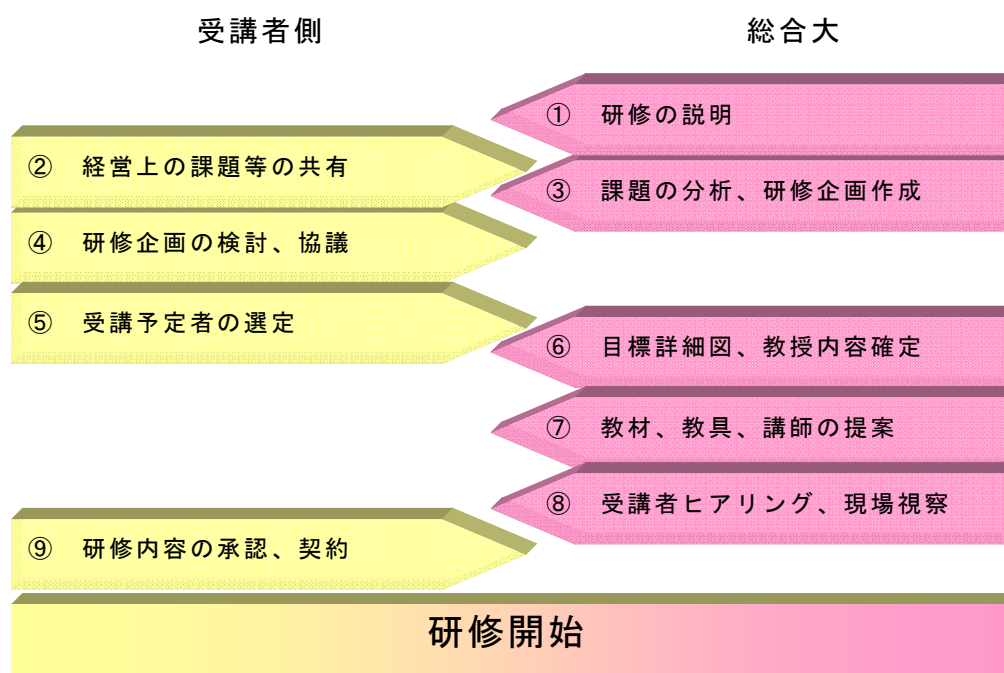 受講者側
総合大
① 研修の説明
② 経営上の課題等の共有
③ 課題の分析、研修企画作成
④ 研修企画の検討、協議
⑤ 受講予定者の選定
⑥ 目標詳細図、教授内容確定
⑦ 教材、教具、講師の提案
⑧ 受講者ヒアリング、現場視察
⑨ 研修内容の承認、契約
研修開始